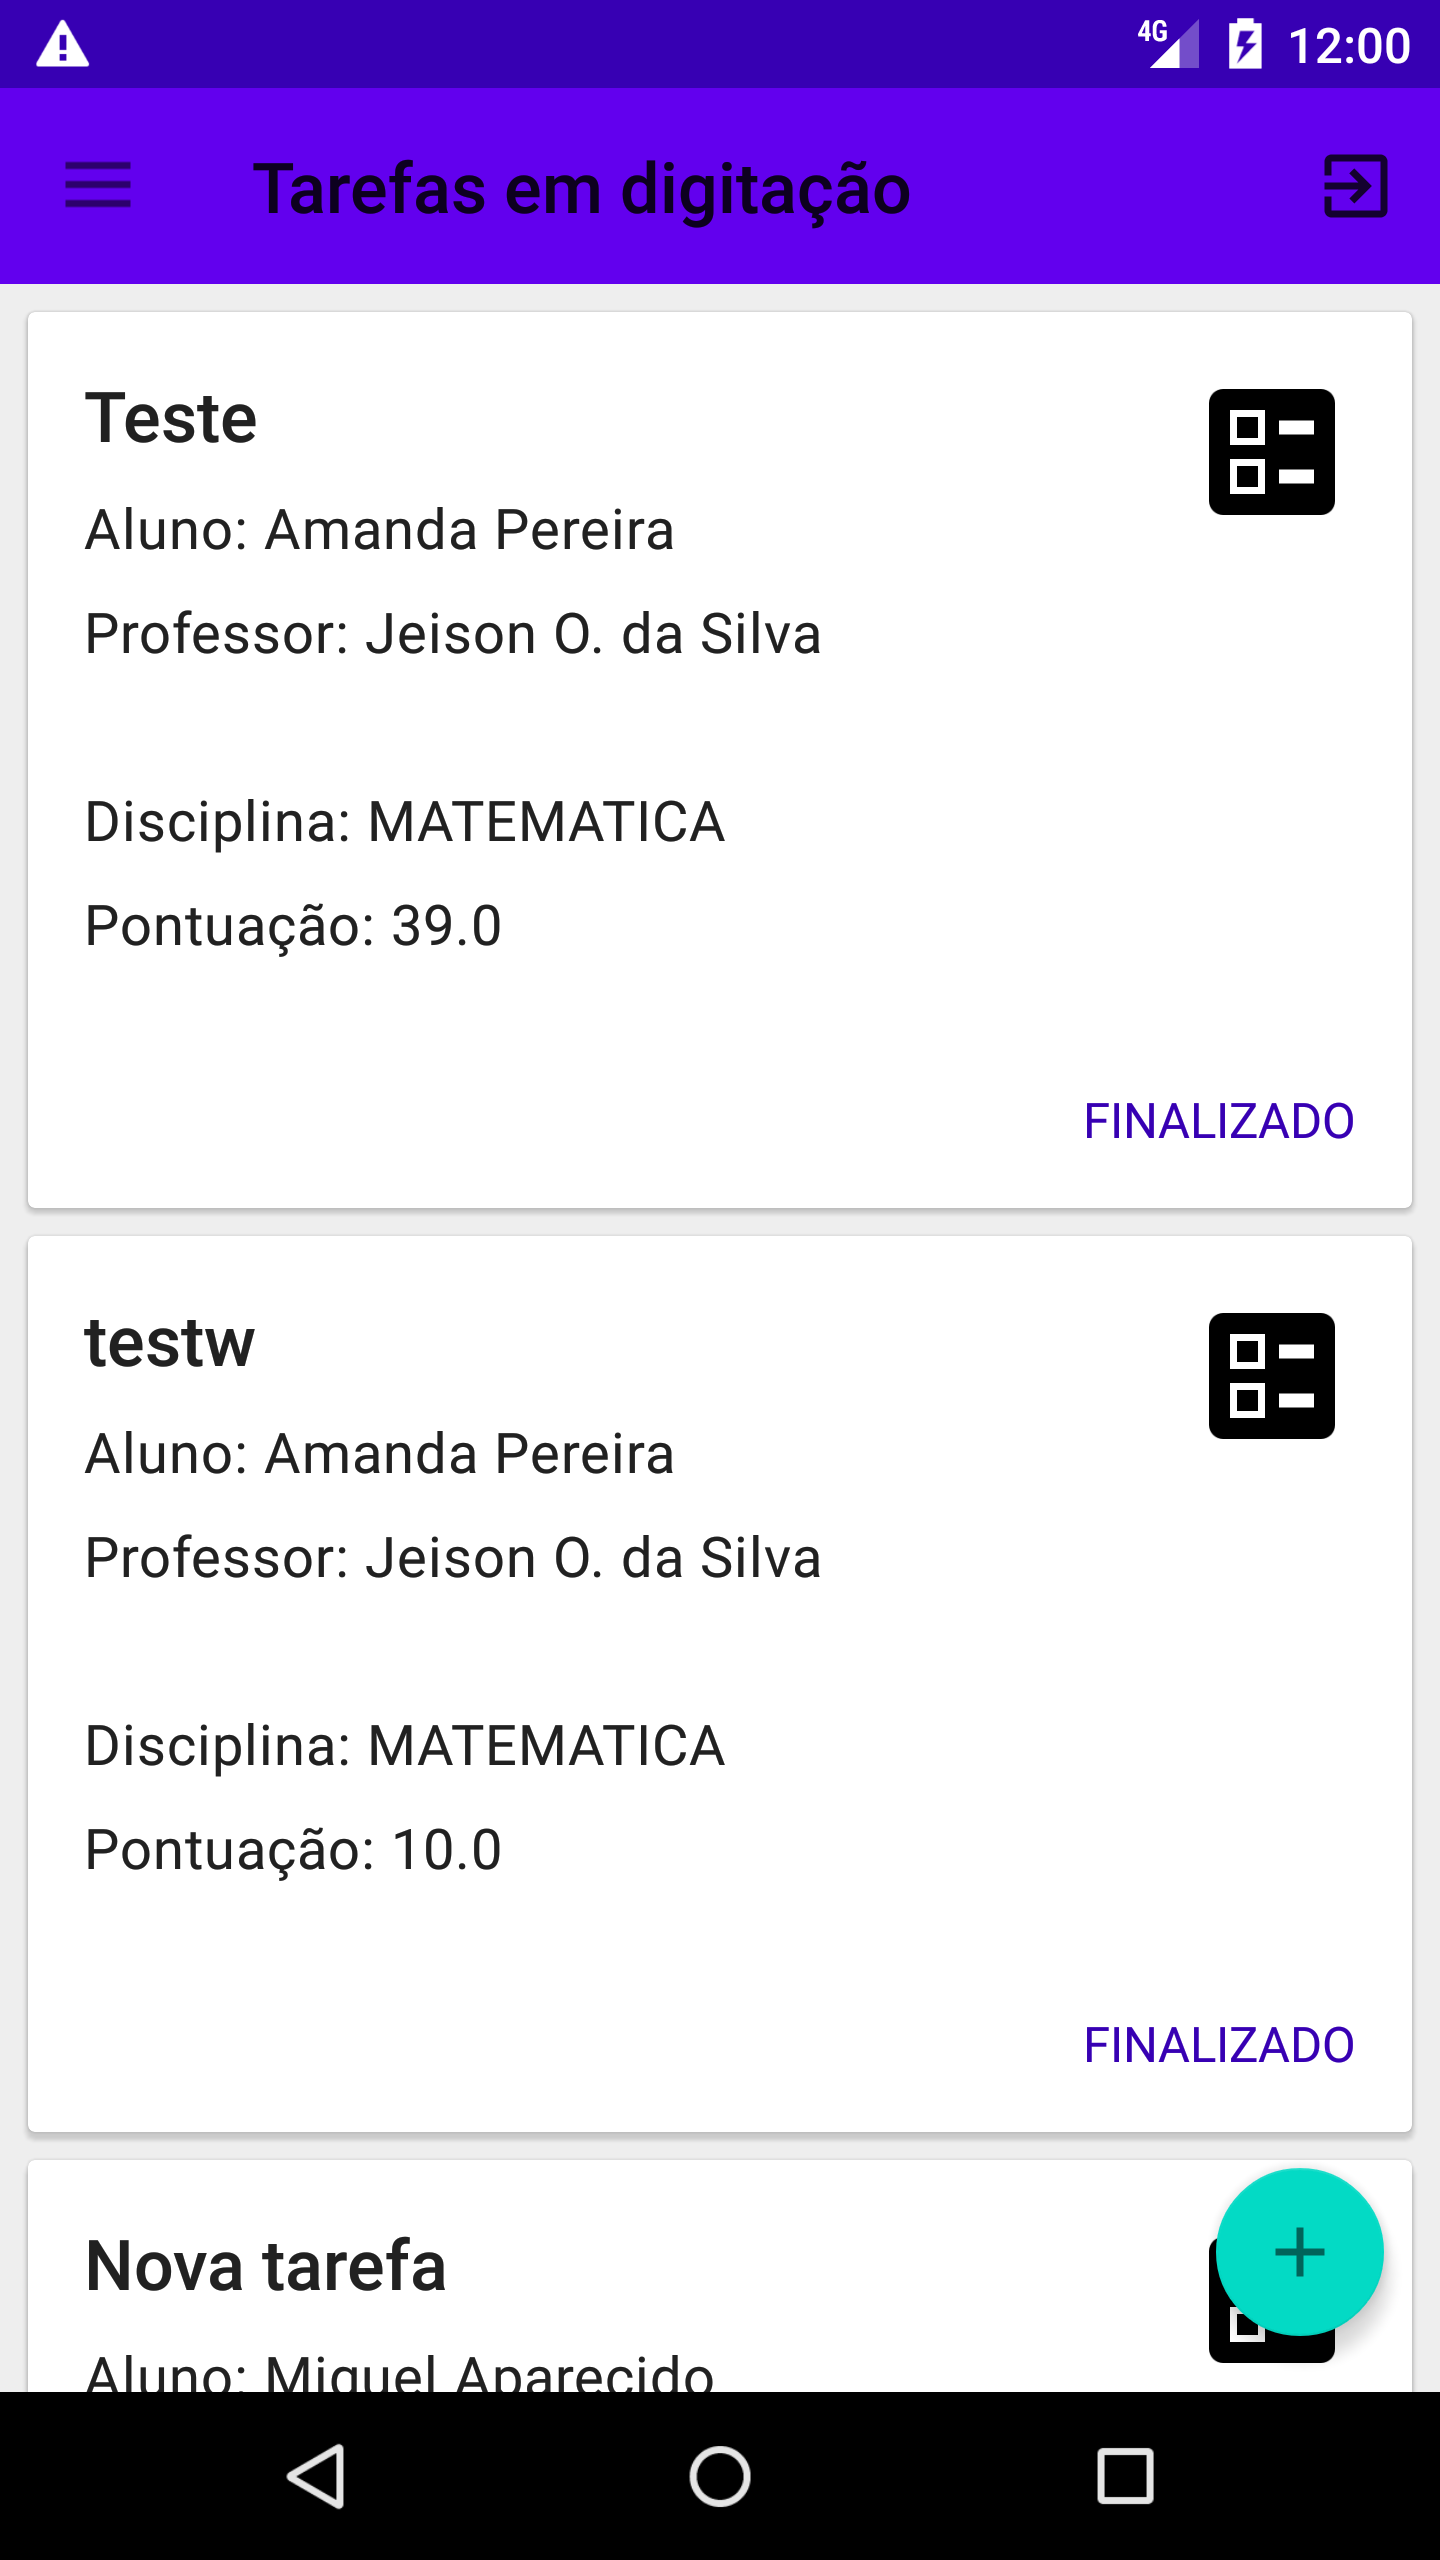 4G 12:00
Tarefas em digitação
Teste
Aluno: Amanda Pereira
Professor: Jeison O. da Silva
Disciplina: MATEMATICA
Pontuação: 39.0
FINALIZADO
testw
Aluno: Amanda Pereira
Professor: Jeison O. da Silva
Disciplina: MATEMATICA
Pontuação: 10.0
FINALIZADO
Nova tarefa
Aluno: Miguel Aparecido